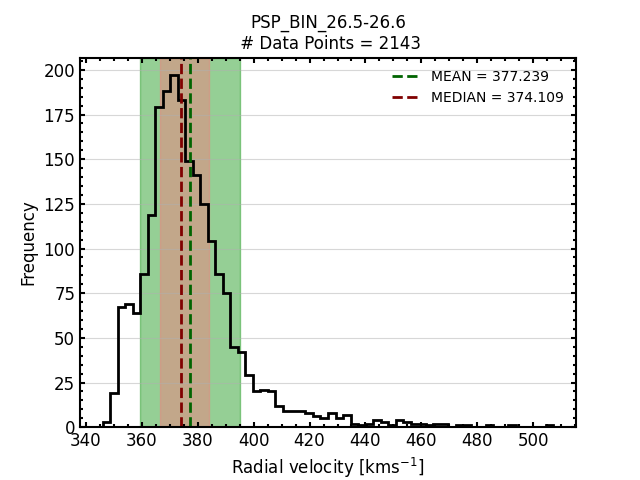 PSP_BIN_26.5-26.6
# Data Points = 2143
MEAN = 377.239
MEDIAN = 374.109
Frequency
200
175
150
125
100
75
50
25
0
340 360 380 400 420 440 460 480 500
Radial velocity [kms⁻¹]